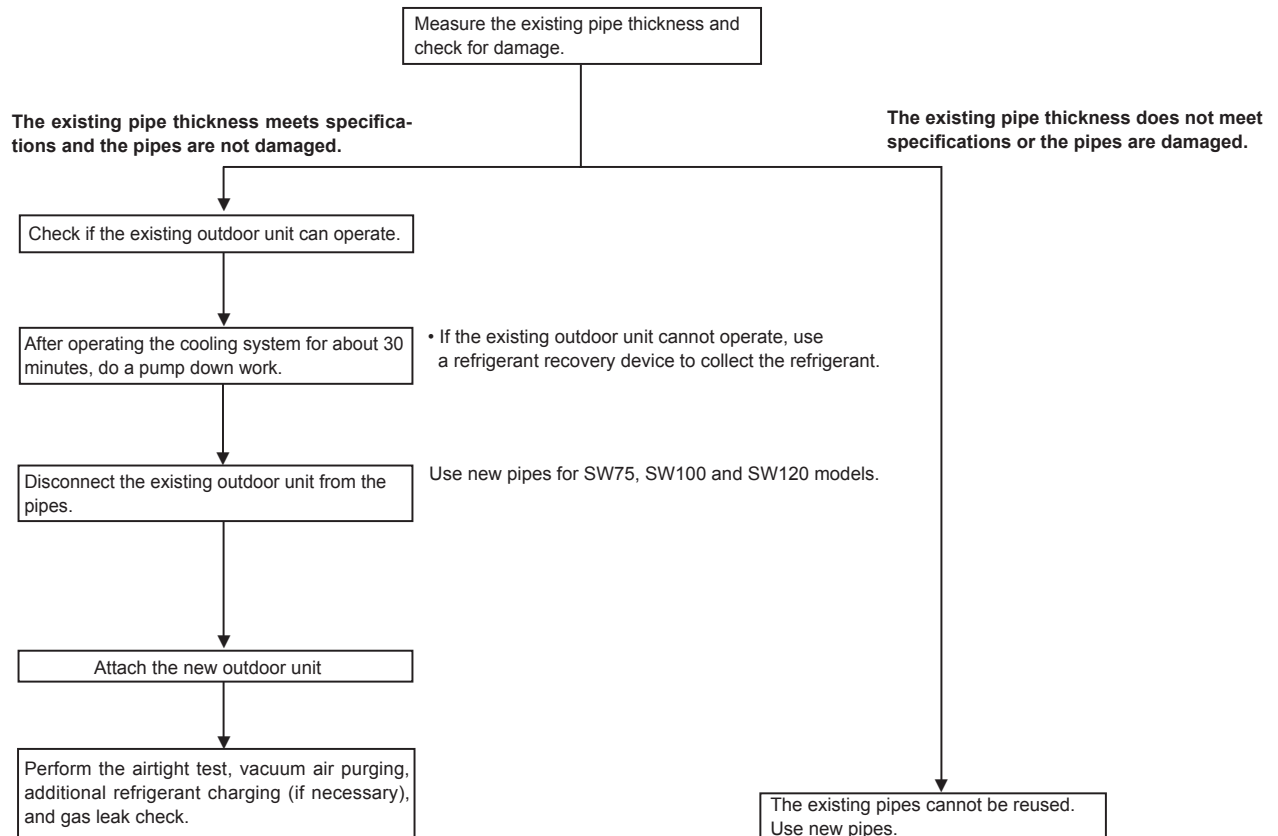 Measure the existing pipe thickness and
check for damage.
The existing pipe thickness meets specifica-
tions and the pipes are not damaged.
The existing pipe thickness does not meet
specifications or the pipes are damaged.
Check if the existing outdoor unit can operate.
After operating the cooling system for about 30
minutes, do a pump down work.
• If the existing outdoor unit cannot operate, use
a refrigerant recovery device to collect the refrigerant.
Disconnect the existing outdoor unit from the
pipes.
Use new pipes for SW75, SW100 and SW120 models.
Attach the new outdoor unit
Perform the airtight test, vacuum air purging,
additional refrigerant charging (if necessary),
and gas leak check.
The existing pipes cannot be reused.
Use new pipes.